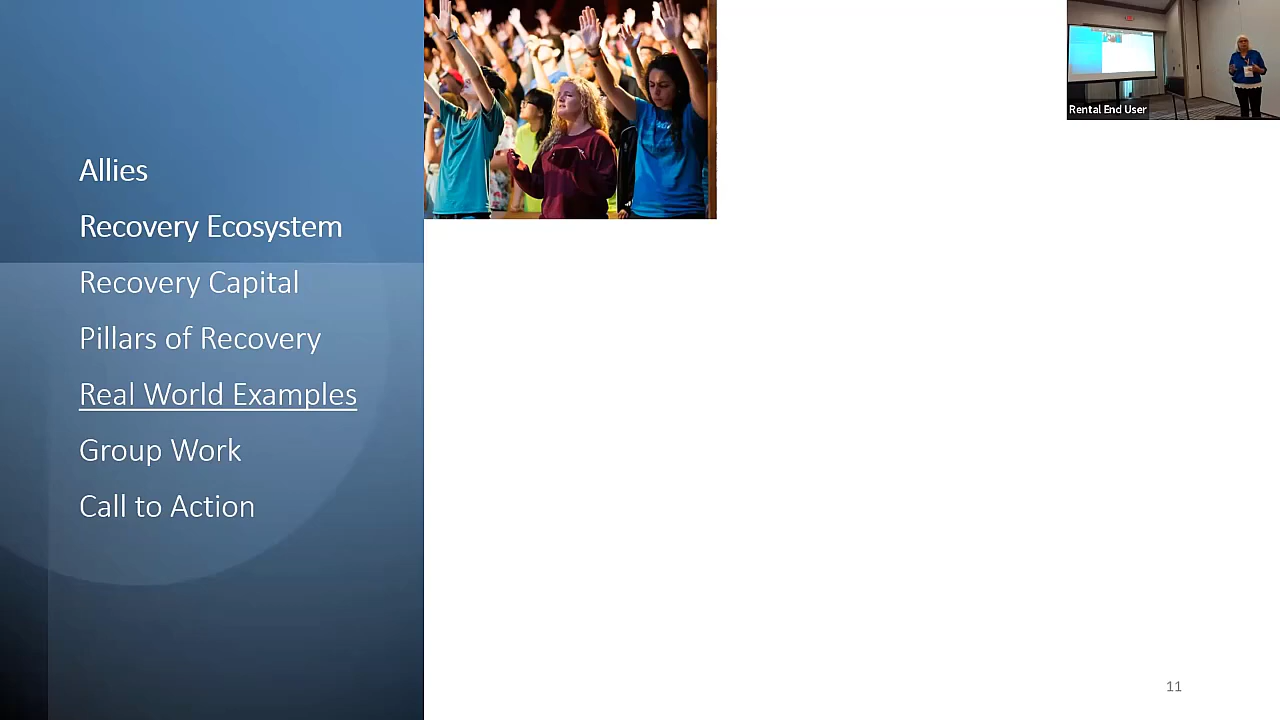 Allies
Recovery Ecosystem
Recovery Capital
Pillars of Recovery
Real World Examples
Group Work
Call to Action
Rental End User
11